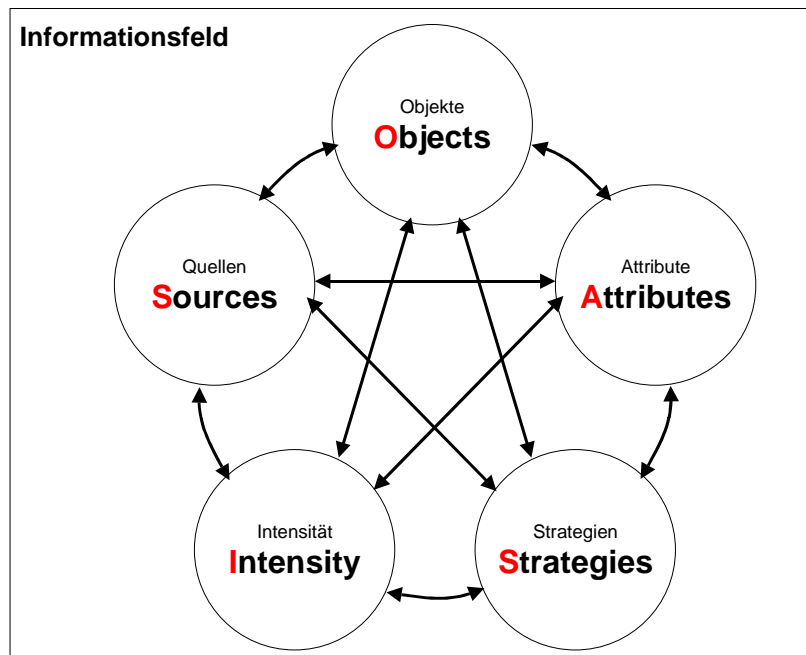 Informationsfeld
Objekte
Objects
Quellen
Sources
Attribute
Attributes
Intensität
Intensity
Strategien
Strategies